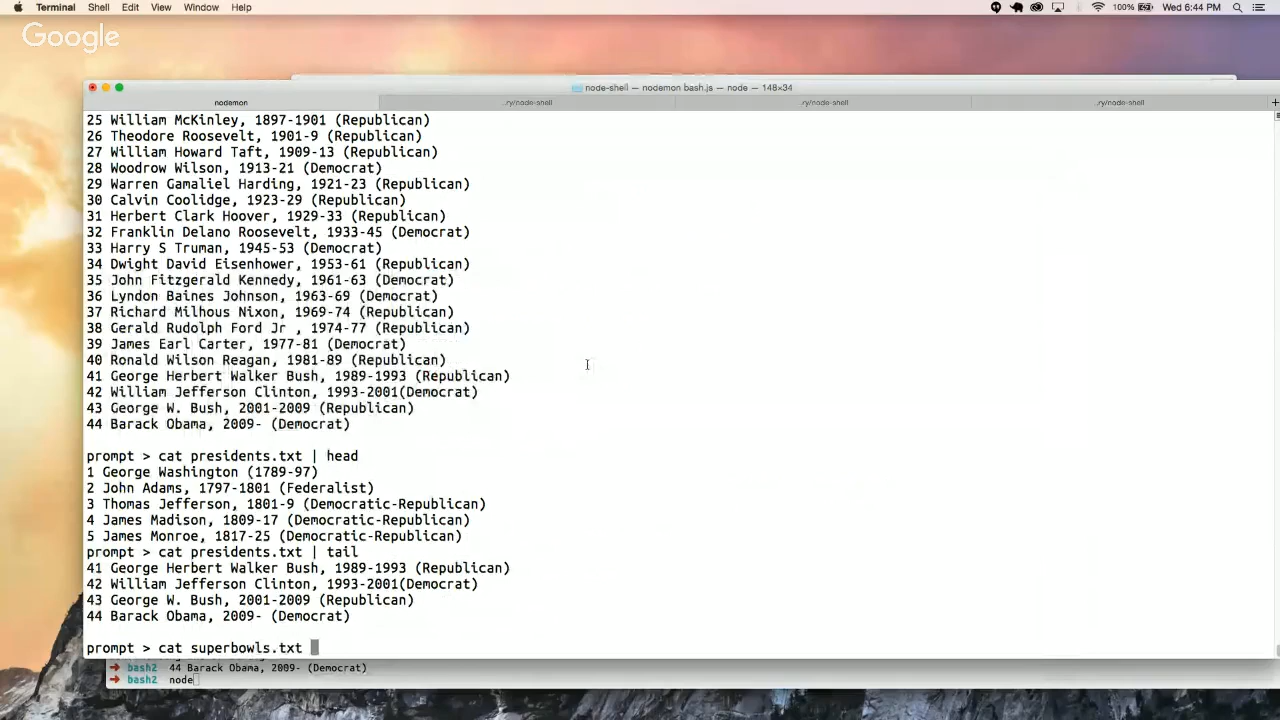 Terminal Shell Edit View Window Help 100% Wed 6:44 PM
Google
node-shell — nodemon bash.js — node — 148×34
nodemon ..ry/node-shell ..ry/node-shell ..ry/node-shell +
25 William McKinley, 1897-1901 (Republican)
26 Theodore Roosevelt, 1901-9 (Republican)
27 William Howard Taft, 1909-13 (Republican)
28 Woodrow Wilson, 1913-21 (Democrat)
29 Warren Gamaliel Harding, 1921-23 (Republican)
30 Calvin Coolidge, 1923-29 (Republican)
31 Herbert Clark Hoover, 1929-33 (Republican)
32 Franklin Delano Roosevelt, 1933-45 (Democrat)
33 Harry S Truman, 1945-53 (Democrat)
34 Dwight David Eisenhower, 1953-61 (Republican)
35 John Fitzgerald Kennedy, 1961-63 (Democrat)
36 Lyndon Baines Johnson, 1963-69 (Democrat)
37 Richard Milhous Nixon, 1969-74 (Republican)
38 Gerald Rudolph Ford Jr , 1974-77 (Republican)
39 James Earl Carter, 1977-81 (Democrat)
40 Ronald Wilson Reagan, 1981-89 (Republican)
41 George Herbert Walker Bush, 1989-1993 (Republican)
42 William Jefferson Clinton, 1993-2001(Democrat)
43 George W. Bush, 2001-2009 (Republican)
44 Barack Obama, 2009- (Democrat)
prompt > cat presidents.txt | head
1 George Washington (1789-97)
2 John Adams, 1797-1801 (Federalist)
3 Thomas Jefferson, 1801-9 (Democratic-Republican)
4 James Madison, 1809-17 (Democratic-Republican)
5 James Monroe, 1817-25 (Democratic-Republican)
prompt > cat presidents.txt | tail
41 George Herbert Walker Bush, 1989-1993 (Republican)
42 William Jefferson Clinton, 1993-2001(Democrat)
43 George W. Bush, 2001-2009 (Republican)
44 Barack Obama, 2009- (Democrat)
prompt > cat superbowls.txt
bash2 44 Barack Obama, 2009- (Democrat)
bash2 node